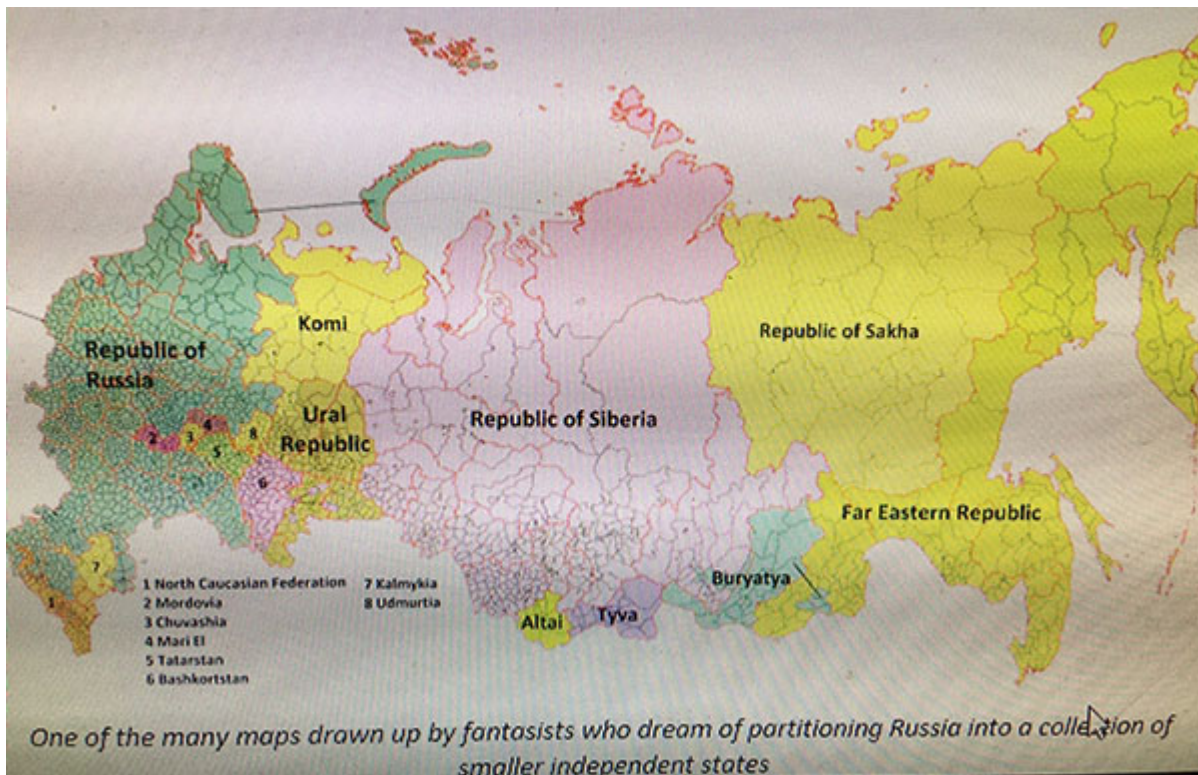 Komi
Republic of
Russia
Republic of Sakha
Ural
Republic
Republic of Siberia
4
2
3
8
5
6
Far Eastern Republic
7
Buryatya
1
Altai
Tyva
1 North Caucasian Federation
2 Mordovia
3 Chuvashia
4 Mari El
5 Tatarstan
6 Bashkortstan
7 Kalmykia
8 Udmurtia
One of the many maps drawn up by fantasists who dream of partitioning Russia into a collection of
smaller independent states